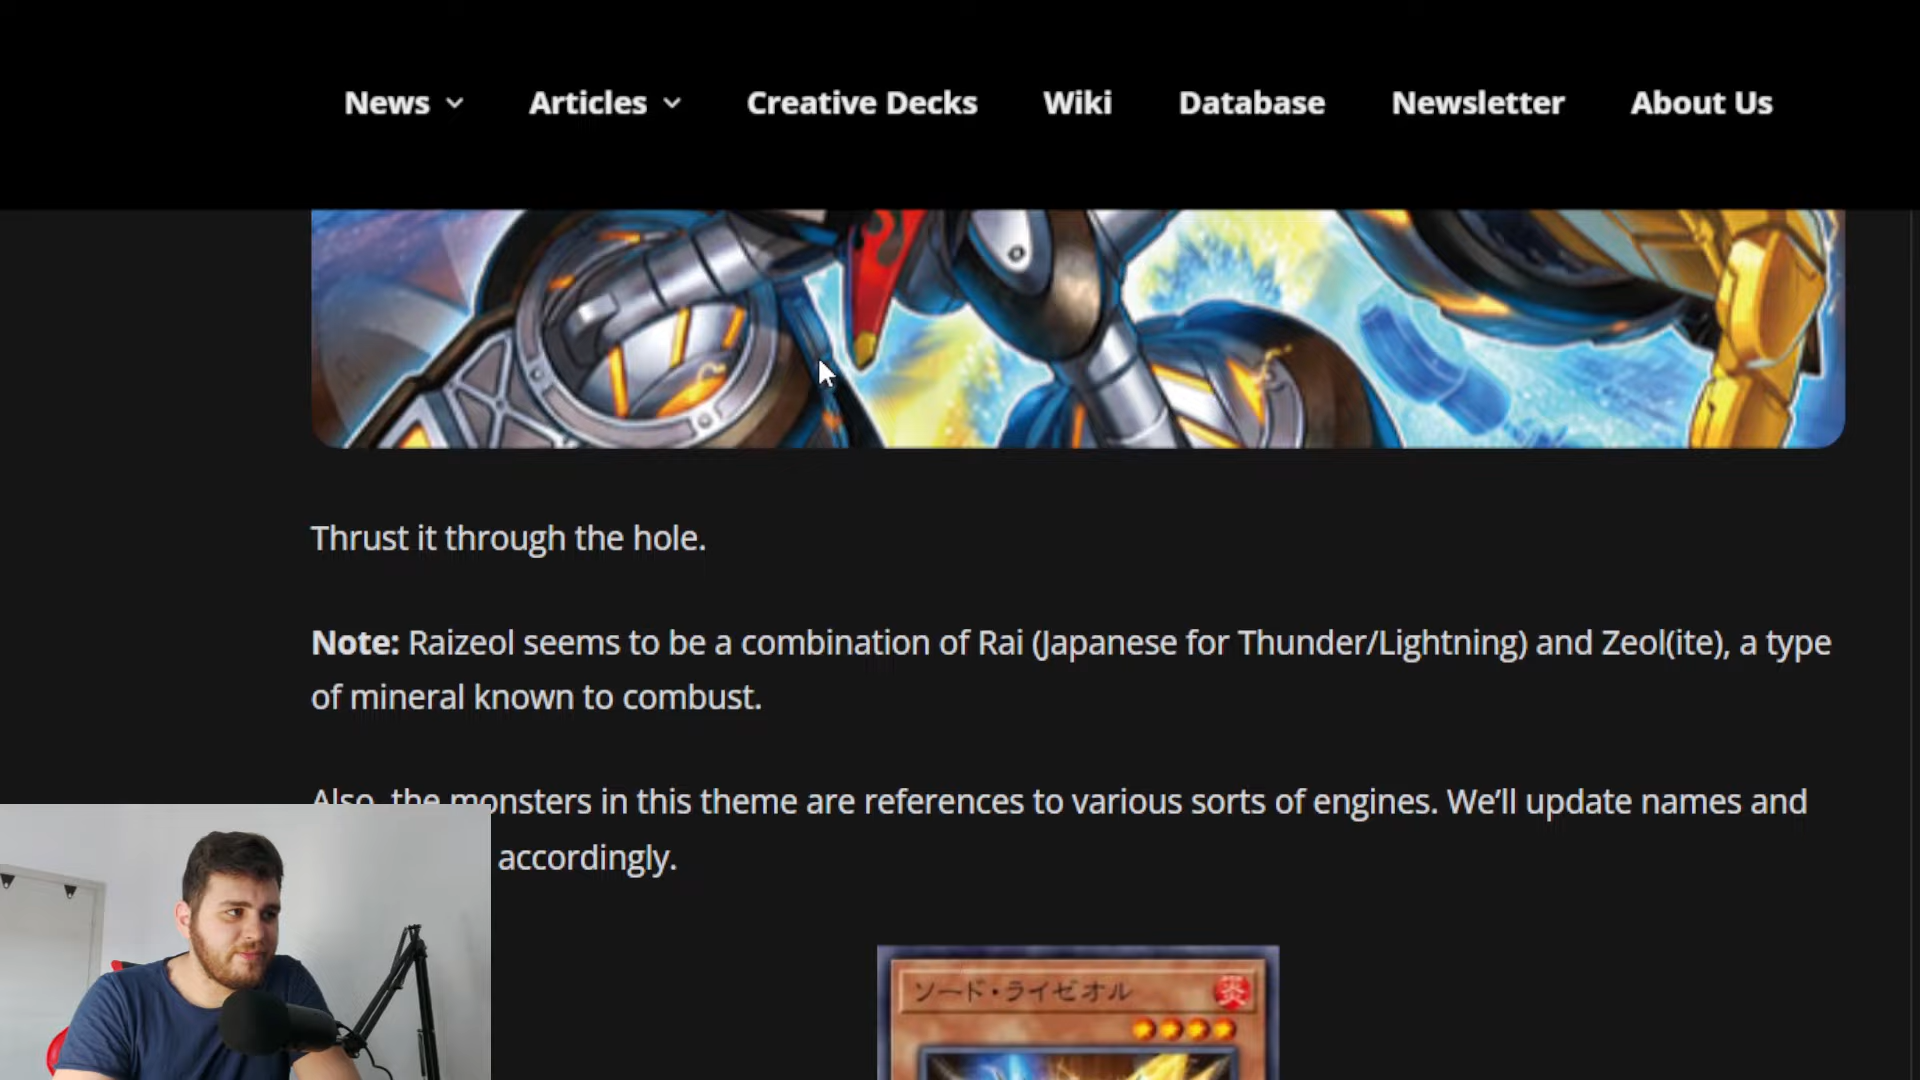 News Articles Creative Decks Wiki Database Newsletter About Us
Thrust it through the hole.
Note: Raizeol seems to be a combination of Rai (Japanese for Thunder/Lightning) and Zeol(ite), a type
of mineral known to combust.
Also, the monsters in this theme are references to various sorts of engines. We’ll update names and
accordingly.
ソード・ライゼオル 炎